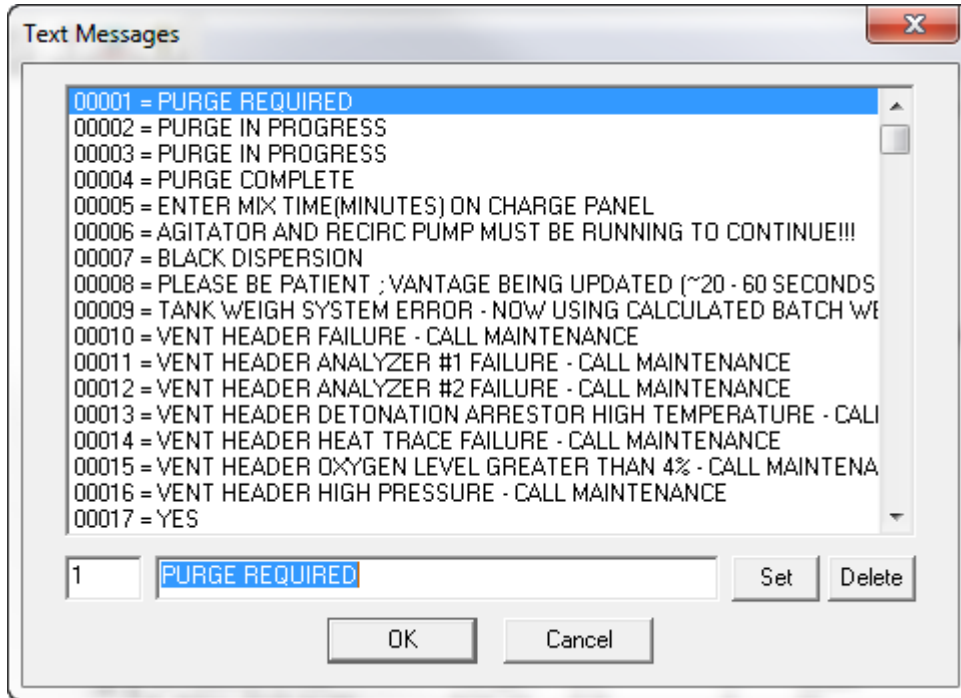 Text Messages
00001 = PURGE REQUIRED
00002 = PURGE IN PROGRESS
00003 = PURGE IN PROGRESS
00004 = PURGE COMPLETE
00005 = ENTER MIX TIME(MINUTES) ON CHARGE PANEL
00006 = AGITATOR AND RECIRC PUMP MUST BE RUNNING TO CONTINUE!!!
00007 = BLACK DISPERSION
00008 = PLEASE BE PATIENT ; VANTAGE BEING UPDATED (~20 - 60 SECONDS
00009 = TANK WEIGH SYSTEM ERROR - NOW USING CALCULATED BATCH WE
00010 = VENT HEADER FAILURE - CALL MAINTENANCE
00011 = VENT HEADER ANALYZER #1 FAILURE - CALL MAINTENANCE
00012 = VENT HEADER ANALYZER #2 FAILURE - CALL MAINTENANCE
00013 = VENT HEADER DETONATION ARRESTOR HIGH TEMPERATURE - CALL
00014 = VENT HEADER HEAT TRACE FAILURE - CALL MAINTENANCE
00015 = VENT HEADER OXYGEN LEVEL GREATER THAN 4% - CALL MAINTENA
00016 = VENT HEADER HIGH PRESSURE - CALL MAINTENANCE
00017 = YES
1 PURGE REQUIRED Set Delete
OK Cancel